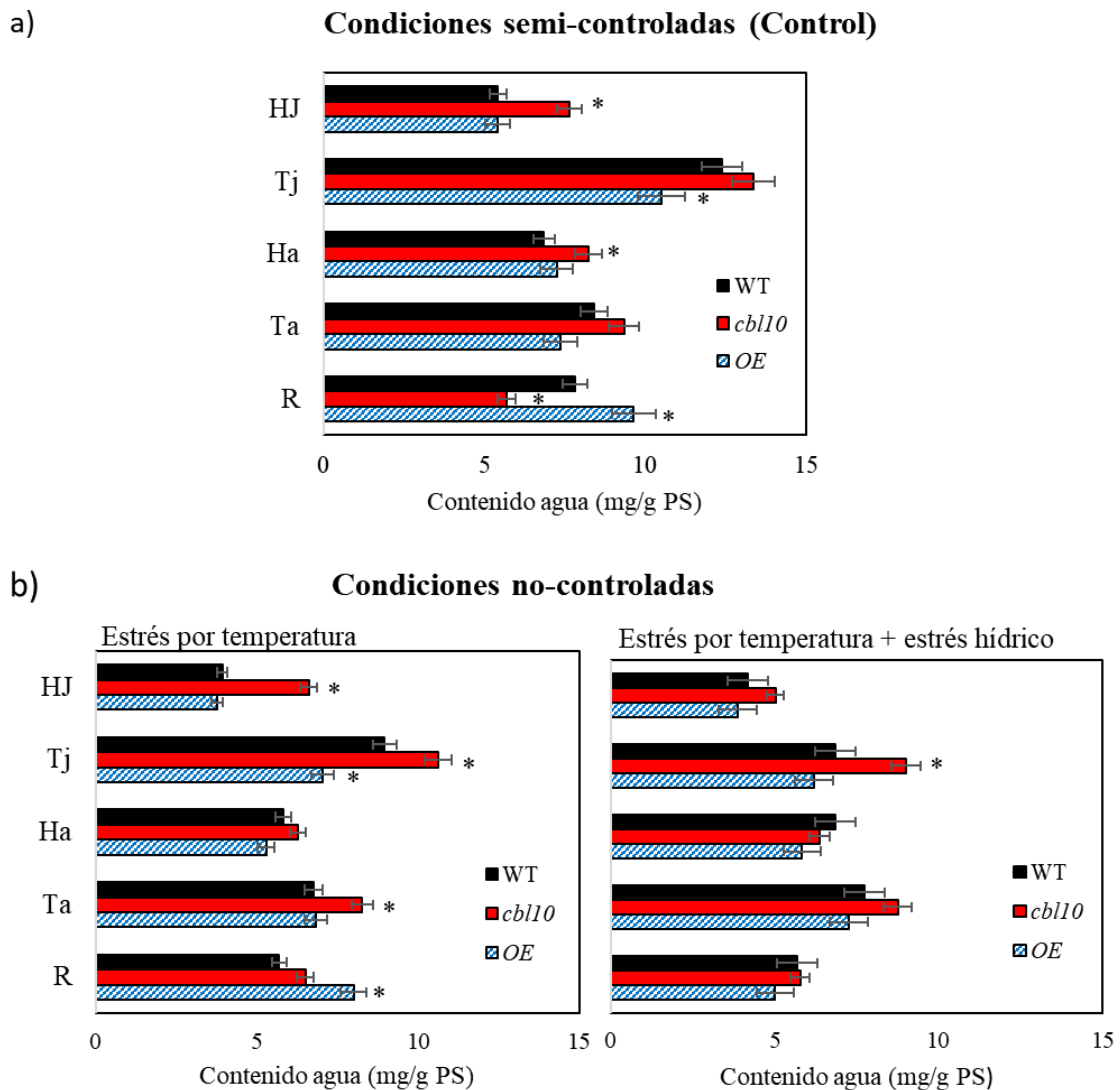 a)
Condiciones semi-controladas (Control)
HJ
*
Tj
*
Ha
*
Ta
R
*
*
WT
cbl10
OE
0 5 10 15
Contenido agua (mg/g PS)
b)
Condiciones no-controladas
Estrés por temperatura
HJ
*
Tj
*
*
Ha
Ta
*
R
*
WT
cbl10
OE
0 5 10 15
Contenido agua (mg/g PS)
Estrés por temperatura + estrés hídrico
*
WT
cbl10
OE
0 5 10 15
Contenido agua (mg/g PS)